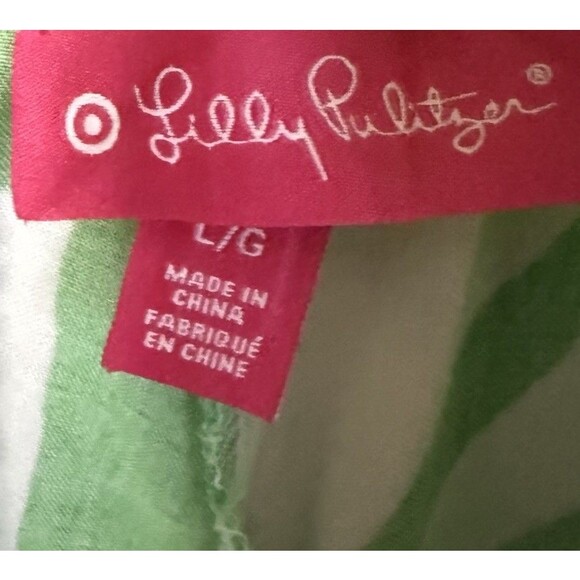 Lilly Pulitzer®
L/G
MADE IN
CHINA
FABRIQUÉ
EN CHINE